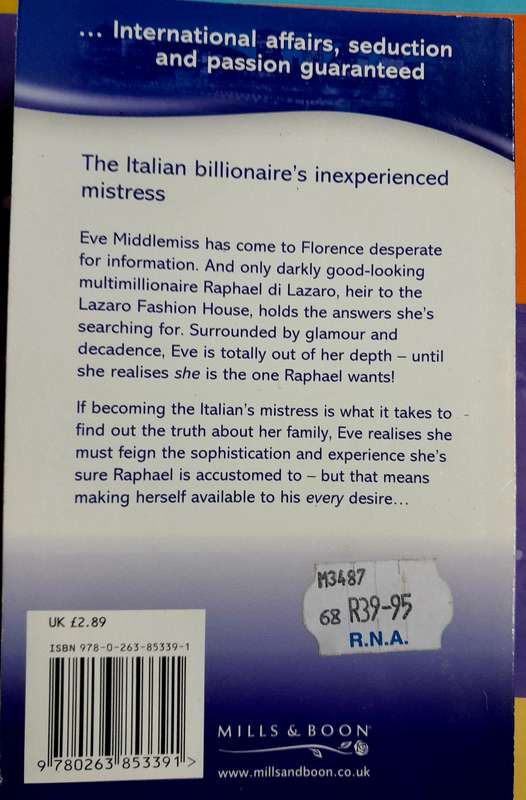 ... International affairs, seduction
and passion guaranteed
The Italian billionaire's inexperienced
mistress
Eve Middlemiss has come to Florence desperate
for information. And only darkly good-looking
multimillionaire Raphael di Lazaro, heir to the
Lazaro Fashion House, holds the answers she's
searching for. Surrounded by glamour and
decadence, Eve is totally out of her depth – until
she realises she is the one Raphael wants!
If becoming the Italian's mistress is what it takes to
find out the truth about her family, Eve realises she
must feign the sophistication and experience she's
sure Raphael is accustomed to – but that means
making herself available to his every desire...
M3487
68 R39-95
R.N.A.
UK £2.89
ISBN 978-0-263-85339-1
9 780263 853391 >
MILLS & BOON®
www.millsandboon.co.uk